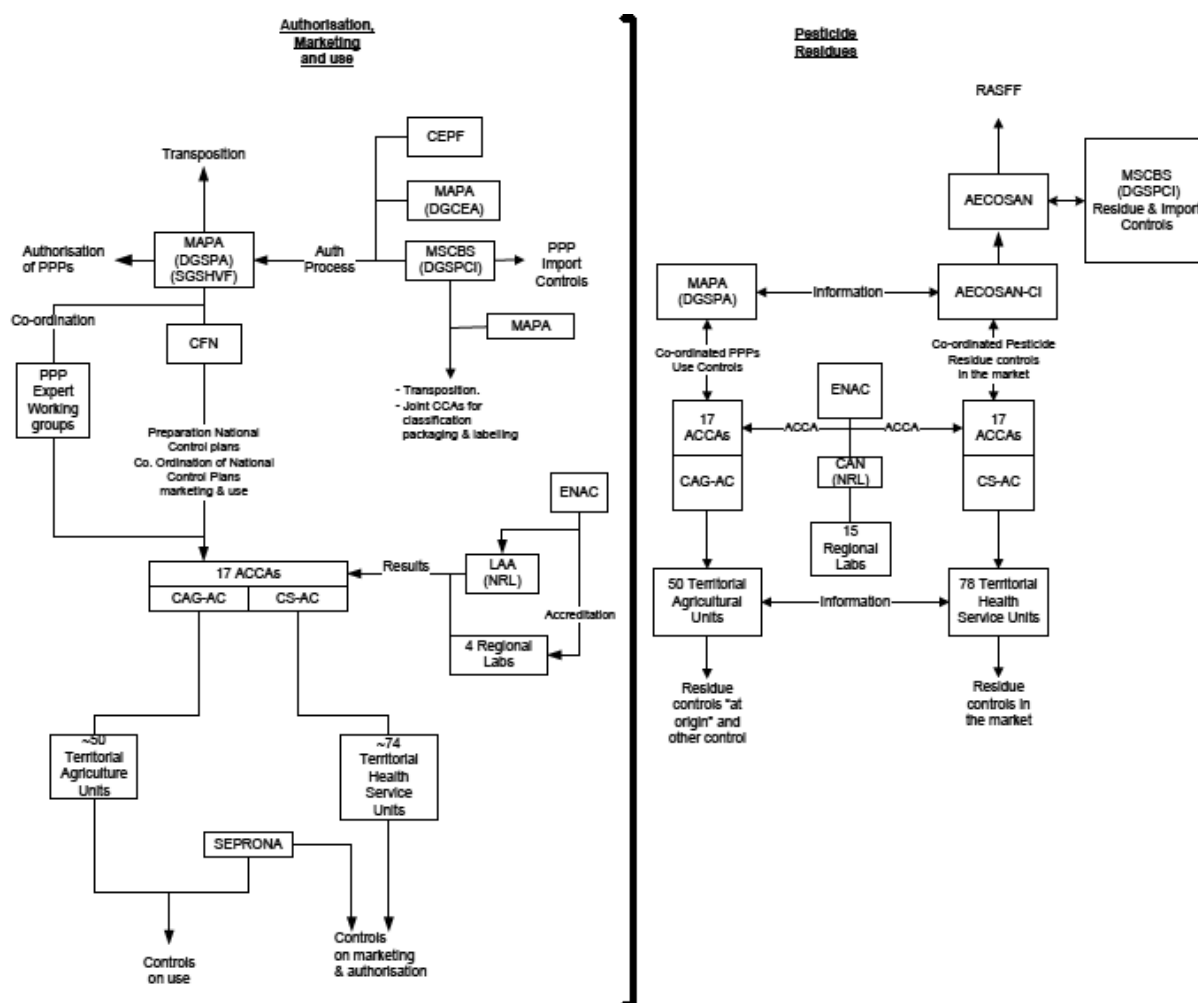 Authorisation,
Marketing
and use
CEPF
Transposition
MAPA
(DGCEA)
MAPA
(DGSPA)
(SGSHVF)
Authorisation
of PPPs
Auth
Process
MSCBS
(DGSPCI)
PPP
Import
Controls
Co-ordination
CFN
MAPA
PPP
Expert
Working
groups
- Transposition.
- Joint CCAs for
classification
packaging & labelling
Preparation National
Control plans
Co. Ordination of National
Control Plans
marketing & use
ENAC
17 ACCAs
CAG-AC
CS-AC
Results
LAA
(NRL)
Accreditation
4 Regional
Labs
~50
Territorial
Agriculture
Units
~74
Territorial
Health
Service
Units
SEPRONA
Controls
on use
Controls
on marketing
& authorisation
Pesticide
Residues
RASFF
AECOSAN
MSCBS
(DGSPCI)
Residue & Import
Controls
MAPA
(DGSPA)
Information
AECOSAN-CI
Co-ordinated PPPs
Use Controls
Co-ordinated Pesticide
Residue controls
in the market
ENAC
17
ACCAs
ACCA
ACCA
17
ACCAs
CAG-AC
CAN
(NRL)
CS-AC
15
Regional
Labs
50 Territorial
Agricultural
Units
Information
78 Territorial
Health
Service Units
Residue
controls "at
origin" and
other control
Residue
controls in
the market